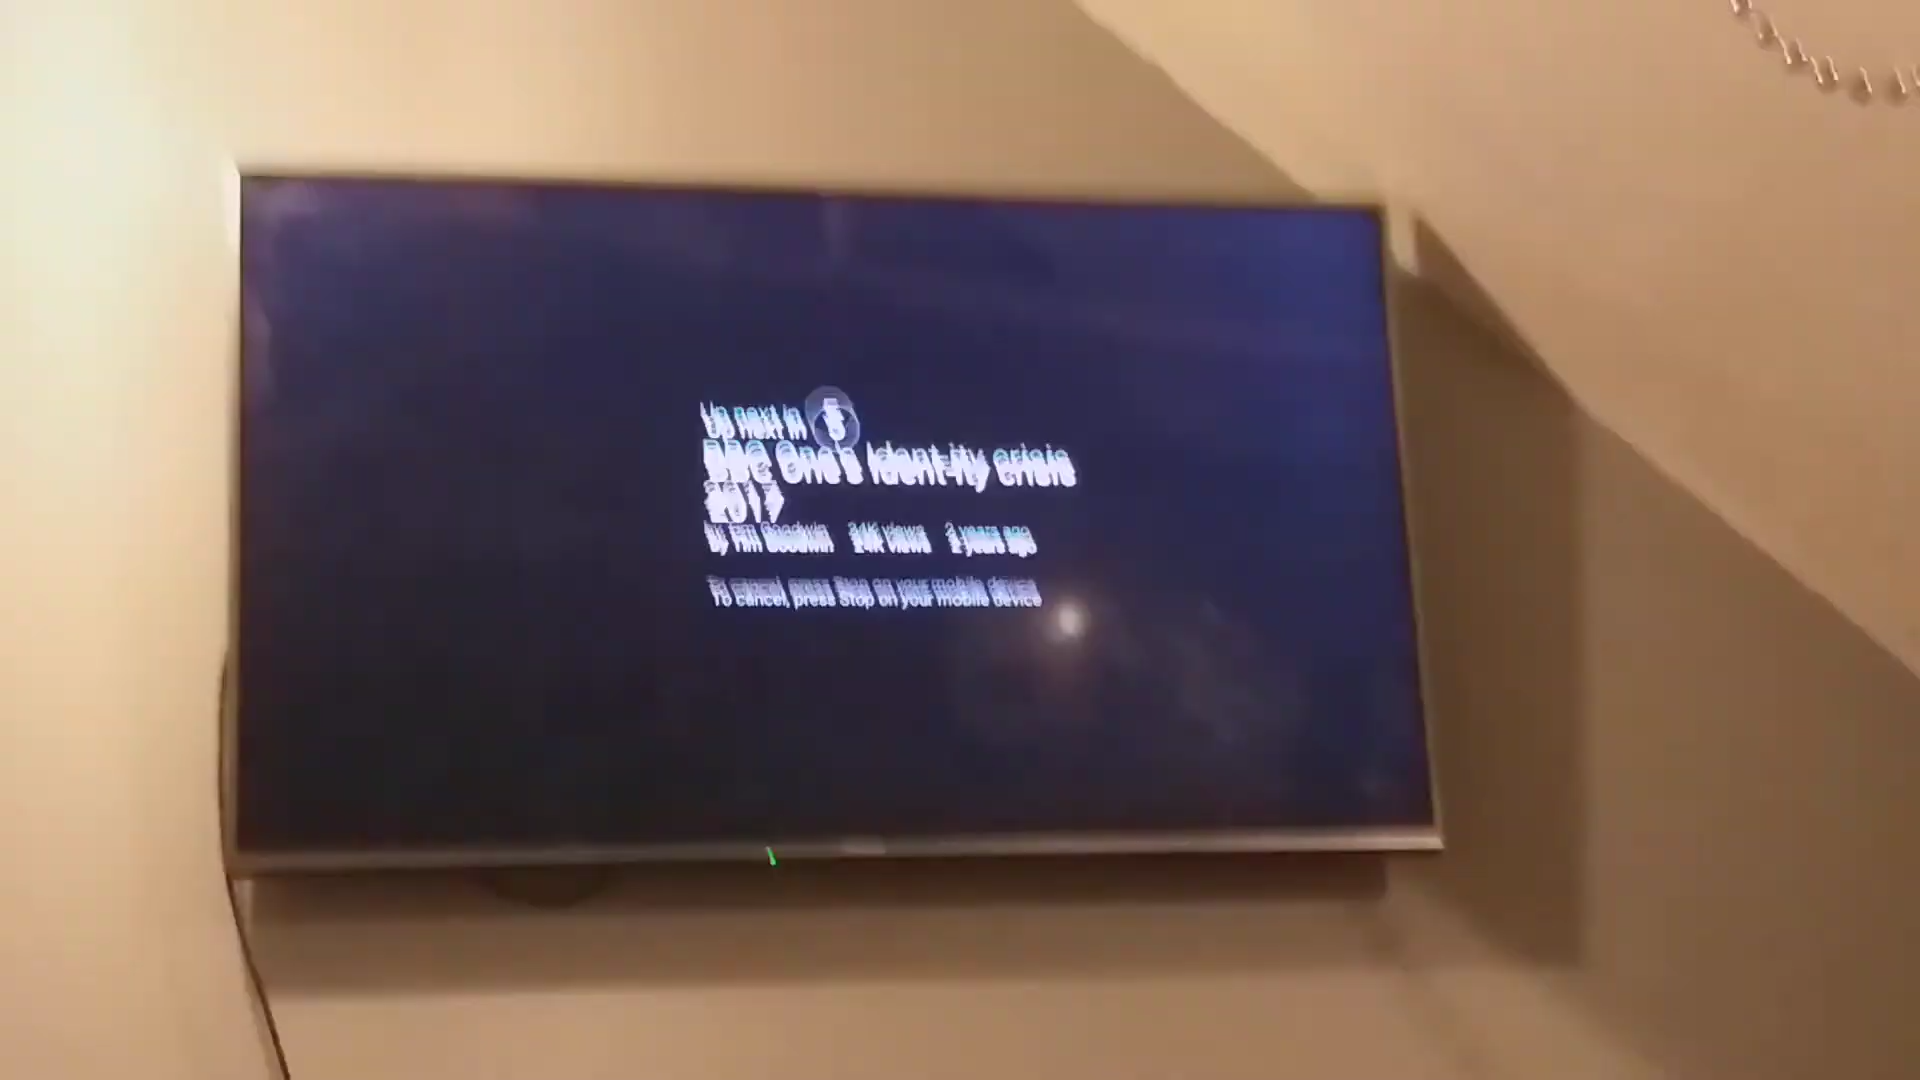 Up next in 5
BBC One's Ident-ity crisis
2017
by Tim Goodwin 24K views 2 years ago
To cancel, press Stop on your mobile device